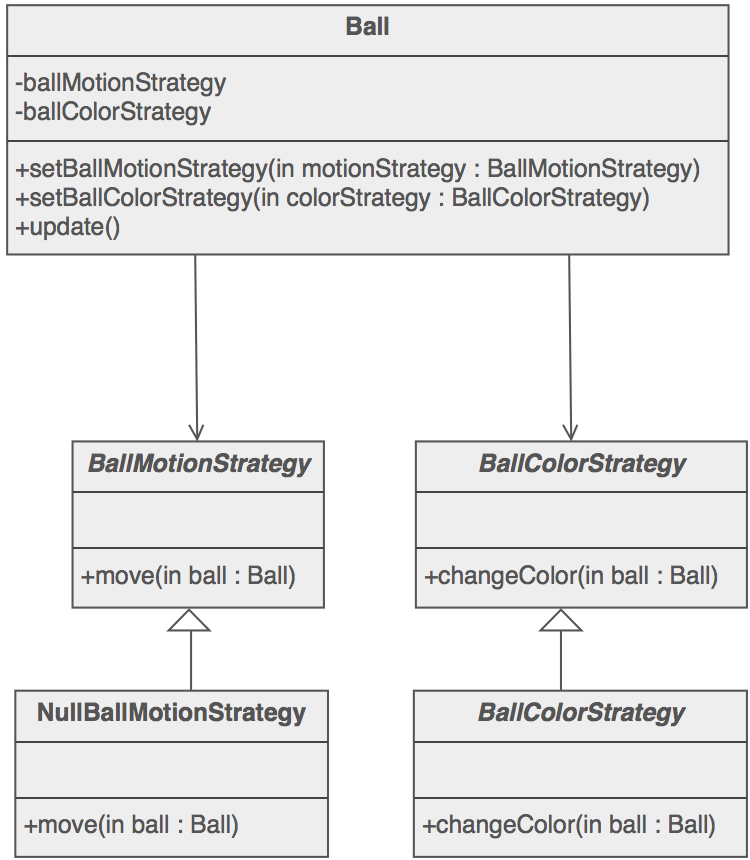 Ball
-ballMotionStrategy
-ballColorStrategy
+setBallMotionStrategy(in motionStrategy : BallMotionStrategy)
+setBallColorStrategy(in colorStrategy : BallColorStrategy)
+update()
BallMotionStrategy
+move(in ball : Ball)
BallColorStrategy
+changeColor(in ball : Ball)
NullBallMotionStrategy
+move(in ball : Ball)
BallColorStrategy
+changeColor(in ball : Ball)